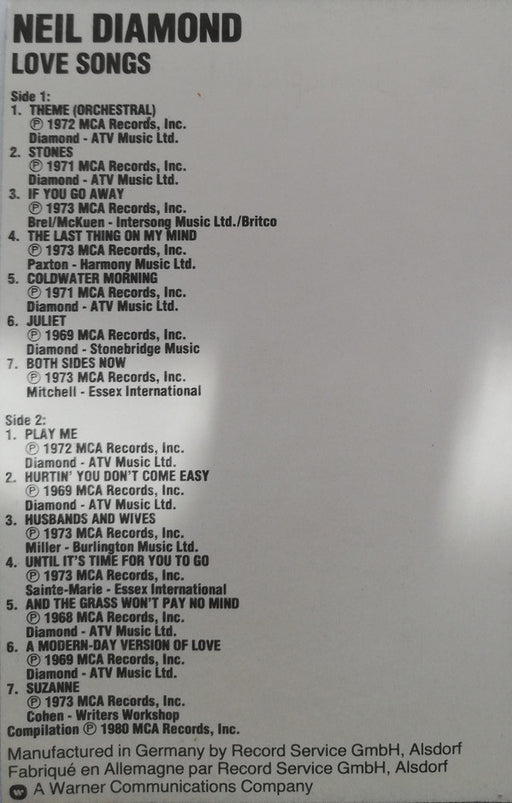 NEIL DIAMOND
LOVE SONGS
Side 1:
1. THEME (ORCHESTRAL)
℗ 1972 MCA Records, Inc.
Diamond - ATV Music Ltd.
2. STONES
℗ 1971 MCA Records, Inc.
Diamond - ATV Music Ltd.
3. IF YOU GO AWAY
℗ 1973 MCA Records, Inc.
Brel/McKuen - Intersong Music Ltd./Britco
4. THE LAST THING ON MY MIND
℗ 1973 MCA Records, Inc.
Paxton - Harmony Music Ltd.
5. COLDWATER MORNING
℗ 1971 MCA Records, Inc.
Diamond - ATV Music Ltd.
6. JULIET
℗ 1969 MCA Records, Inc.
Diamond - Stonebridge Music
7. BOTH SIDES NOW
℗ 1973 MCA Records, Inc.
Mitchell - Essex International
Side 2:
1. PLAY ME
℗ 1972 MCA Records, Inc.
Diamond - ATV Music Ltd.
2. HURTIN' YOU DON'T COME EASY
℗ 1969 MCA Records, Inc.
Diamond - ATV Music Ltd.
3. HUSBANDS AND WIVES
℗ 1973 MCA Records, Inc.
Miller - Burlington Music Ltd.
4. UNTIL IT'S TIME FOR YOU TO GO
℗ 1973 MCA Records, Inc.
Sainte-Marie - Essex International
5. AND THE GRASS WON'T PAY NO MIND
℗ 1968 MCA Records, Inc.
Diamond - ATV Music Ltd.
6. A MODERN-DAY VERSION OF LOVE
℗ 1969 MCA Records, Inc.
Diamond - ATV Music Ltd.
7. SUZANNE
℗ 1973 MCA Records, Inc.
Cohen - Writers Workshop
Compilation ℗ 1980 MCA Records, Inc.
Manufactured in Germany by Record Service GmbH, Alsdorf
Fabriqué en Allemagne par Record Service GmbH, Alsdorf
A Warner Communications Company